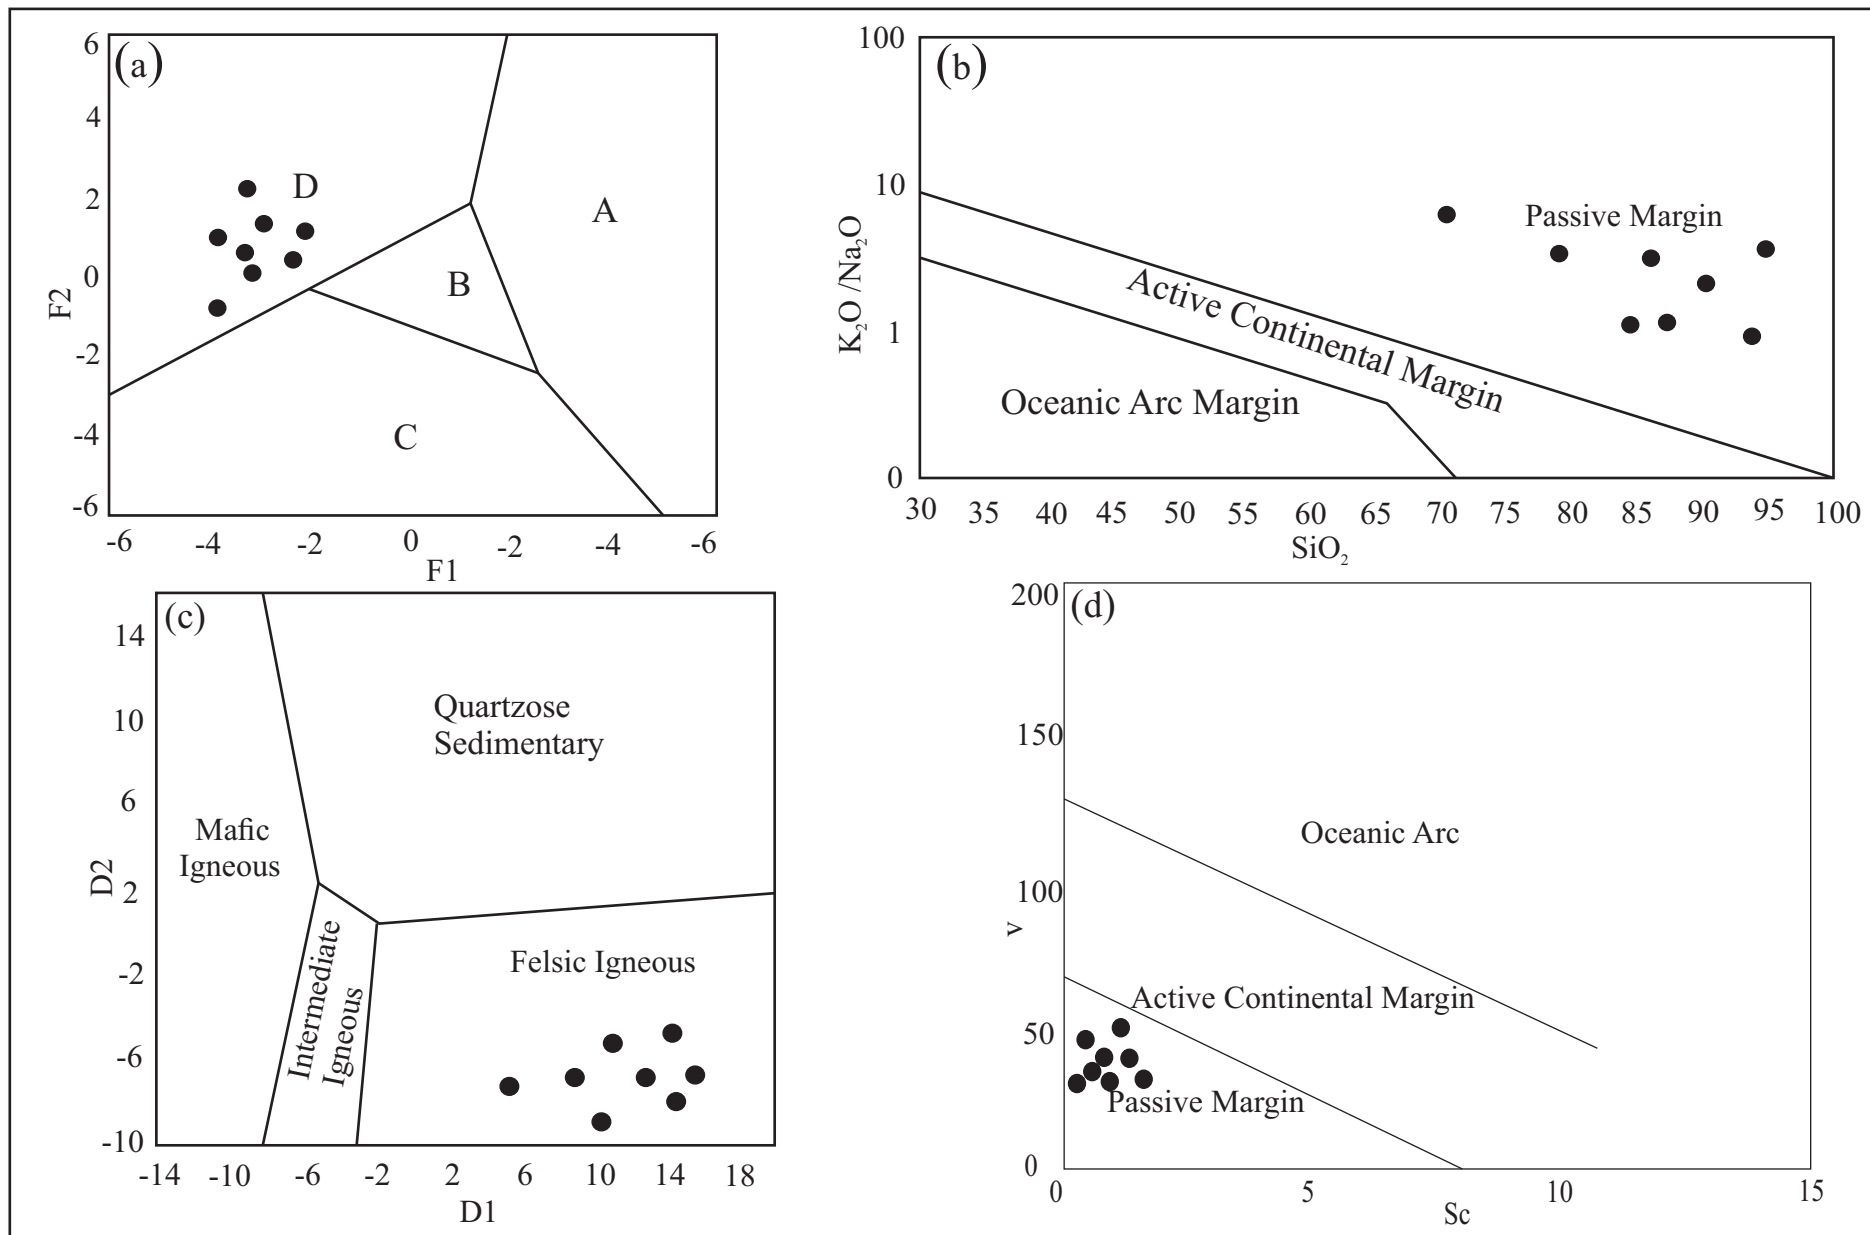 (a)
6
4
2
0
-2
-4
-6
F2
D
A
B
C
-6 -4 -2 0 -2 -4 -6
F1
(b)
100
10
1
0
K₂O /Na₂O
Passive Margin
Active Continental Margin
Oceanic Arc Margin
30 35 40 45 50 55 60 65 70 75 80 85 90 95 100
SiO₂
(c)
14
10
6
2
-2
-6
-10
D2
Quartzose
Sedimentary
Mafic
Igneous
Intermediate
Igneous
Felsic Igneous
-14 -10 -6 -2 2 6 10 14 18
D1
(d)
200
150
100
50
0
v
Oceanic Arc
Active Continental Margin
Passive Margin
0 5 10 15
Sc